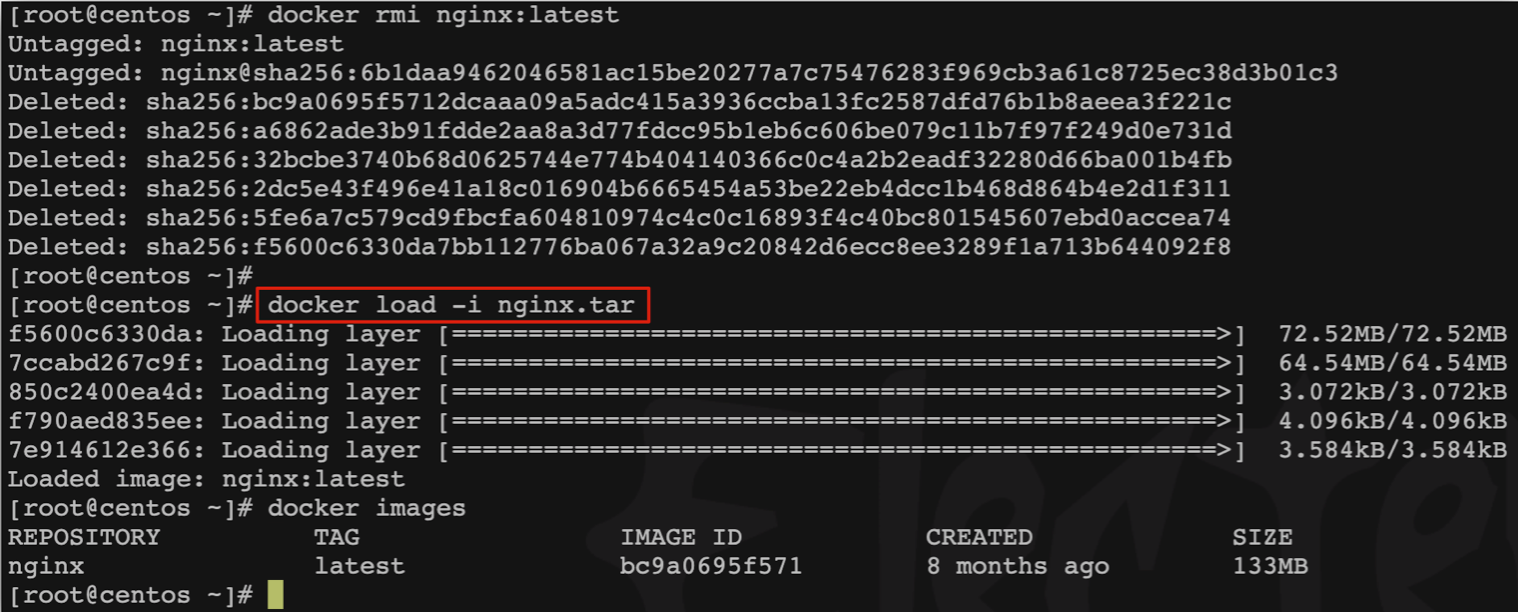 [root@centos ~]# docker rmi nginx:latest
Untagged: nginx:latest
Untagged: nginx@sha256:6b1daa9462046581ac15be20277a7c75476283f969cb3a61c8725ec38d3b01c3
Deleted: sha256:bc9a0695f5712dcaaa09a5adc415a3936ccba13fc2587dfd76b1b8aeea3f221c
Deleted: sha256:a6862ade3b91fdde2aa8a3d77fdcc95b1eb6c606be079c11b7f97f249d0e731d
Deleted: sha256:32bcbe3740b68d0625744e774b404140366c0c4a2b2eadf32280d66ba001b4fb
Deleted: sha256:2dc5e43f496e41a18c016904b6665454a53be22eb4dcc1b468d864b4e2d1f311
Deleted: sha256:5fe6a7c579cd9fbcfa604810974c4c0c16893f4c40bc801545607ebd0accea74
Deleted: sha256:f5600c6330da7bb112776ba067a32a9c20842d6ecc8ee3289f1a713b644092f8
[root@centos ~]#
[root@centos ~]# docker load -i nginx.tar
f5600c6330da: Loading layer [==================================================>] 72.52MB/72.52MB
7ccabd267c9f: Loading layer [==================================================>] 64.54MB/64.54MB
850c2400ea4d: Loading layer [==================================================>] 3.072kB/3.072kB
f790aed835ee: Loading layer [==================================================>] 4.096kB/4.096kB
7e914612e366: Loading layer [==================================================>] 3.584kB/3.584kB
Loaded image: nginx:latest
[root@centos ~]# docker images
REPOSITORY TAG IMAGE ID CREATED SIZE
nginx latest bc9a0695f571 8 months ago 133MB
[root@centos ~]#